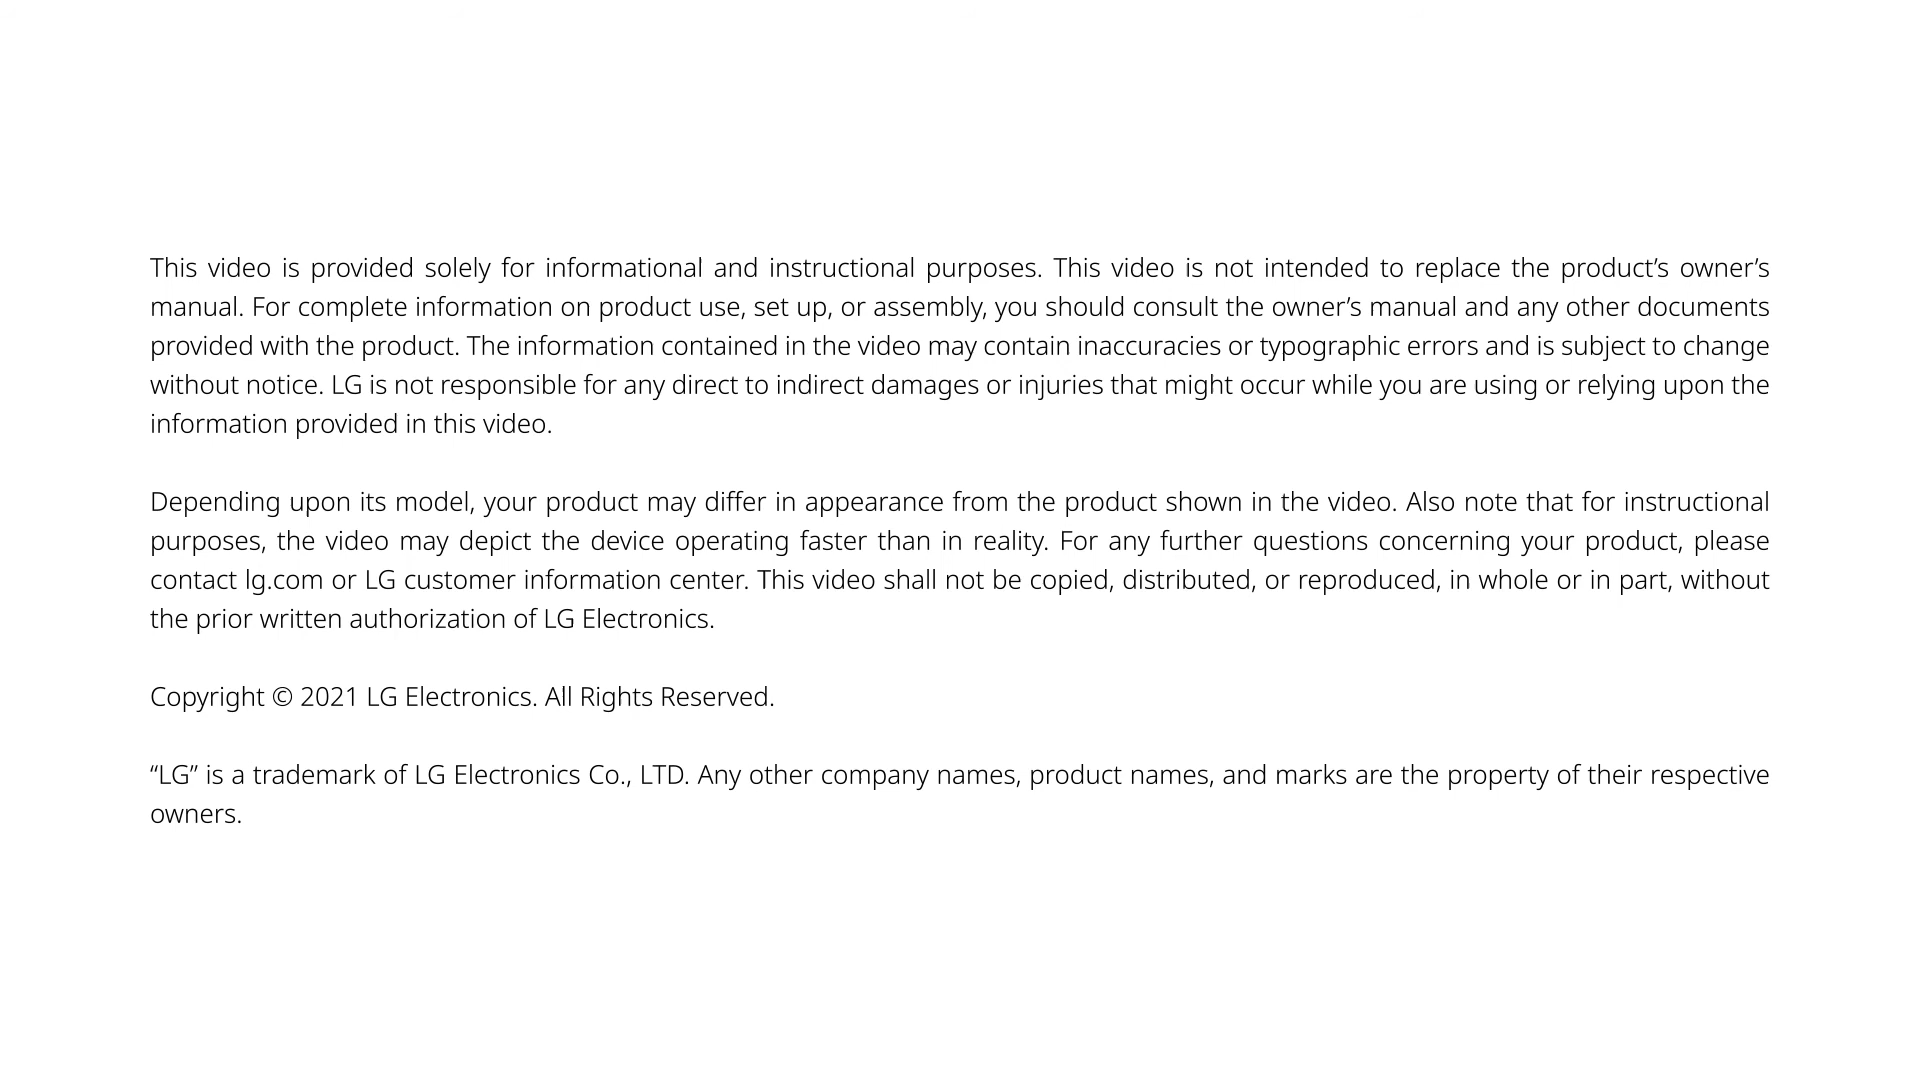 This video is provided solely for informational and instructional purposes. This video is not intended to replace the product’s owner’s
manual. For complete information on product use, set up, or assembly, you should consult the owner’s manual and any other documents
provided with the product. The information contained in the video may contain inaccuracies or typographic errors and is subject to change
without notice. LG is not responsible for any direct to indirect damages or injuries that might occur while you are using or relying upon the
information provided in this video.
Depending upon its model, your product may differ in appearance from the product shown in the video. Also note that for instructional
purposes, the video may depict the device operating faster than in reality. For any further questions concerning your product, please
contact lg.com or LG customer information center. This video shall not be copied, distributed, or reproduced, in whole or in part, without
the prior written authorization of LG Electronics.
Copyright © 2021 LG Electronics. All Rights Reserved.
“LG” is a trademark of LG Electronics Co., LTD. Any other company names, product names, and marks are the property of their respective
owners.